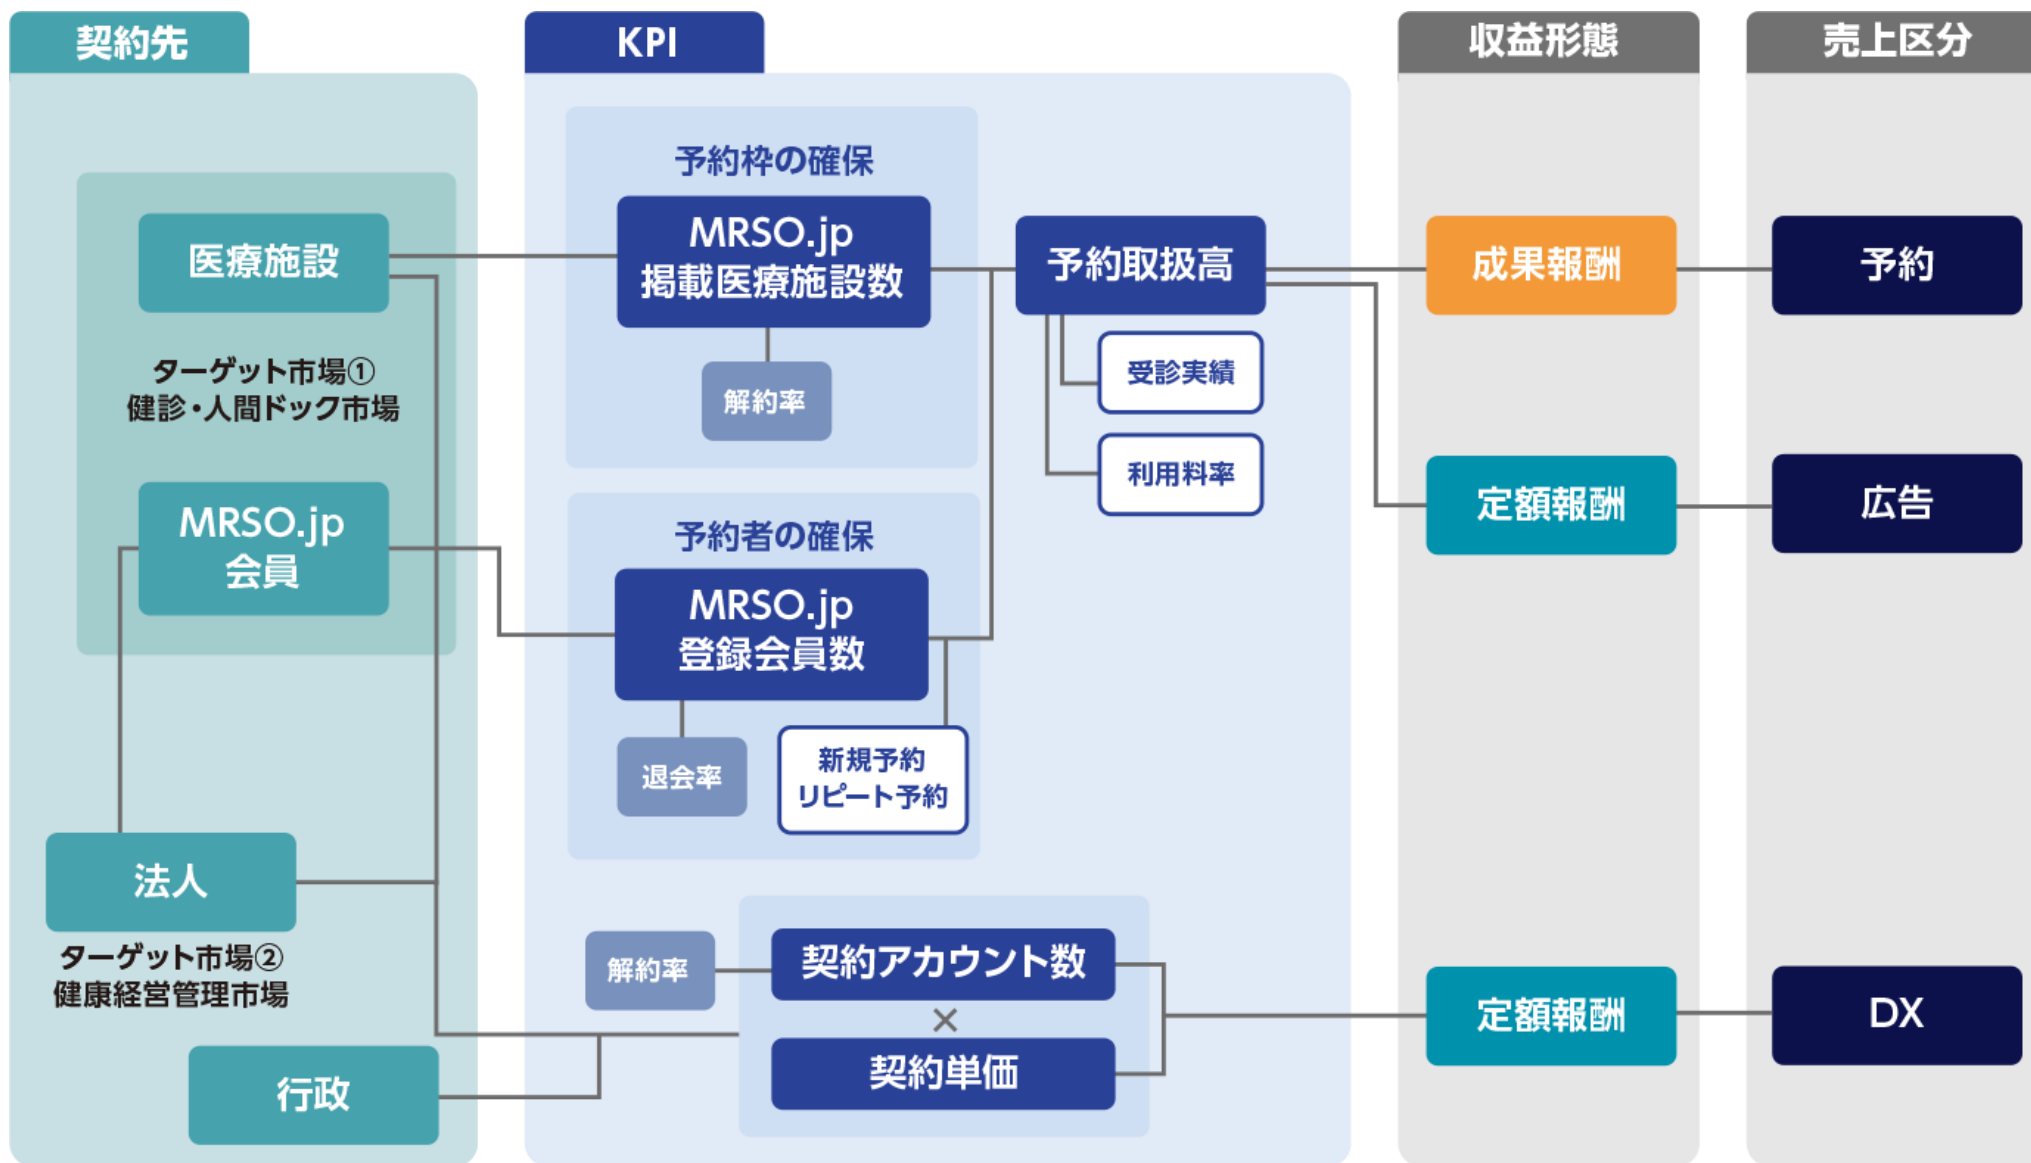 契約先
KPI
収益形態
売上区分
医療施設
ターゲット市場①
健診・人間ドック市場
MRSO.jp
会員
法人
ターゲット市場②
健康経営管理市場
行政
予約枠の確保
MRSO.jp
掲載医療施設数
解約率
予約者の確保
MRSO.jp
登録会員数
退会率
新規予約
リピート予約
予約取扱高
受診実績
利用料率
解約率
契約アカウント数
×
契約単価
成果報酬
予約
定額報酬
広告
定額報酬
DX